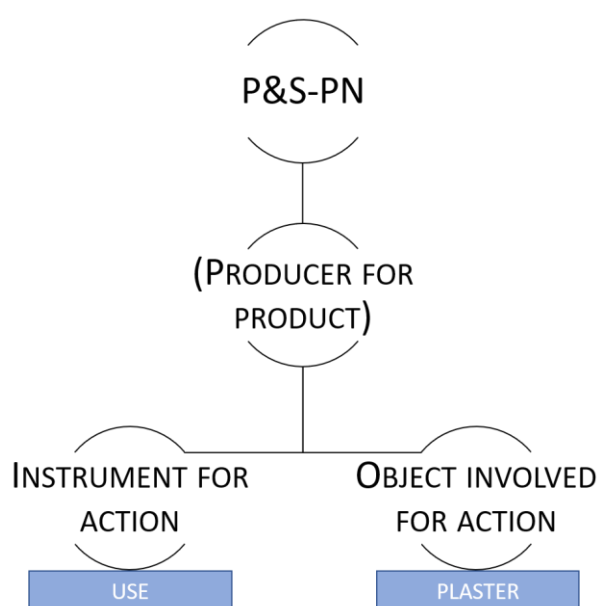 P&S-PN
(PRODUCER FOR
PRODUCT)
INSTRUMENT FOR
ACTION
OBJECT INVOLVED
FOR ACTION
USE
PLASTER